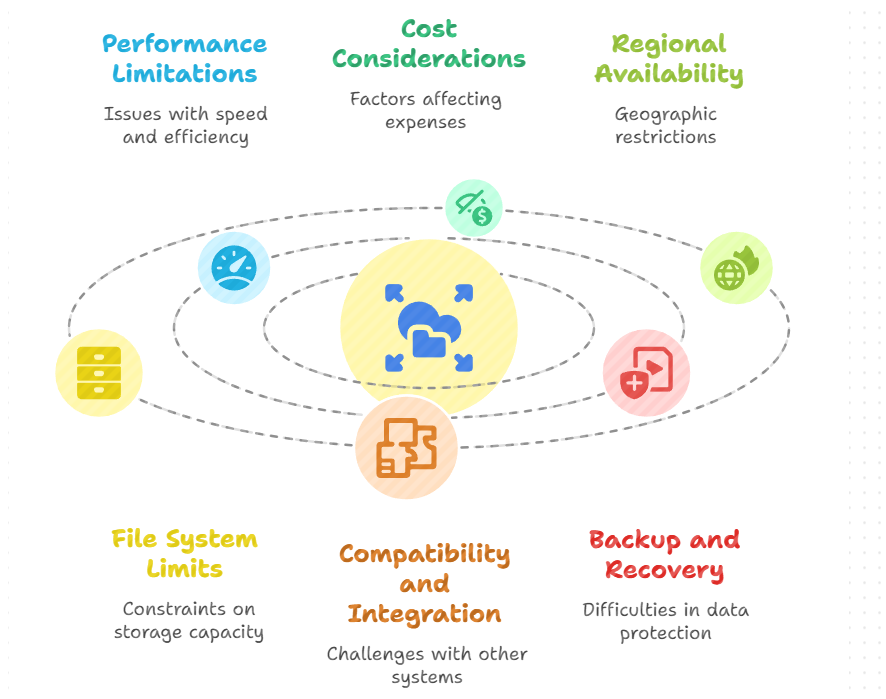 Performance
Limitations
Issues with speed
and efficiency
Cost
Considerations
Factors affecting
expenses
Regional
Availability
Geographic
restrictions
$
File System
Limits
Constraints on
storage capacity
Compatibility
and
Integration
Challenges with other
systems
Backup and
Recovery
Difficulties in data
protection